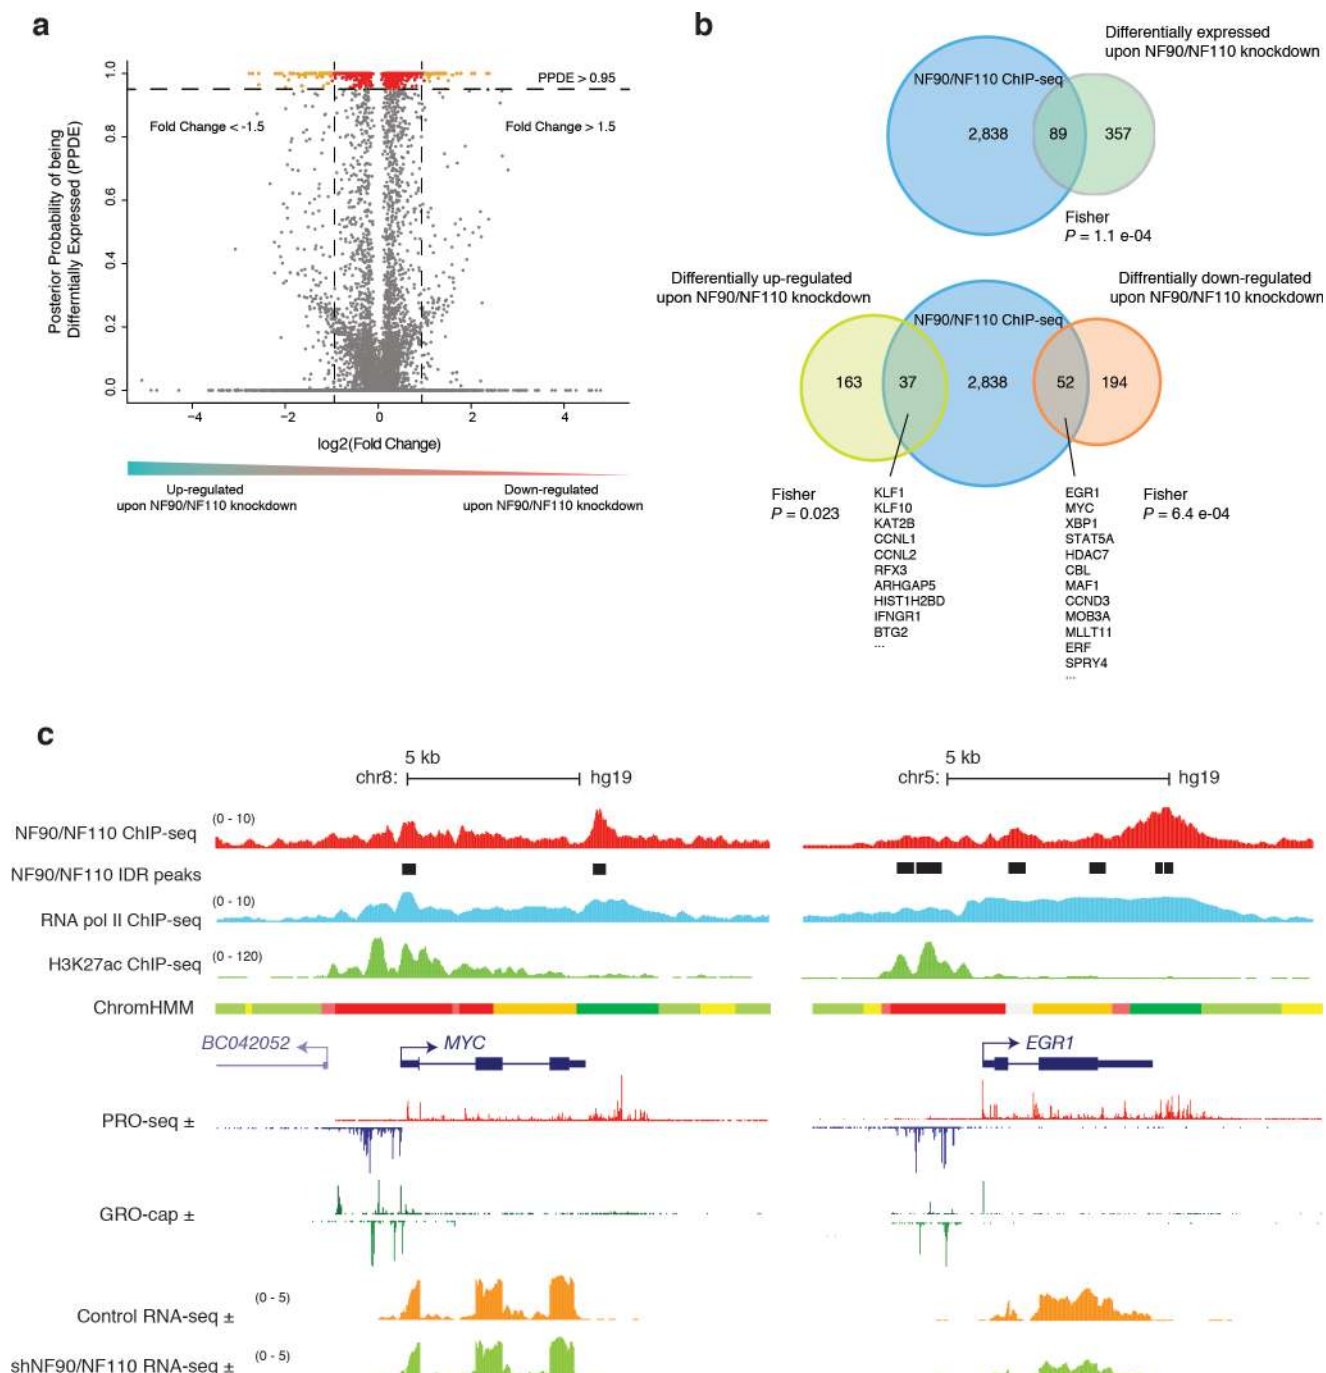 a
1.0
0.8
0.6
0.4
0.2
0.0
Posterior Probability of being
Differntially Expressed (PPDE)
PPDE > 0.95
Fold Change < -1.5
Fold Change > 1.5
−4
−2
0
2
4
log2(Fold Change)
Up-regulated
upon NF90/NF110 knockdown
Down-regulated
upon NF90/NF110 knockdown
b
Differentially expressed
upon NF90/NF110 knockdown
NF90/NF110 ChIP-seq
2,838
89
357
Fisher
P = 1.1 e-04
Differentially up-regulated
upon NF90/NF110 knockdown
Diffrentially down-regulated
upon NF90/NF110 knockdown
NF90/NF110 ChIP-seq
163
37
2,838
52
194
Fisher
P = 0.023
KLF1
KLF10
KAT2B
CCNL1
CCNL2
RFX3
ARHGAP5
HIST1H2BD
IFNGR1
BTG2
...
EGR1
MYC
XBP1
STAT5A
HDAC7
CBL
MAF1
CCND3
MOB3A
MLLT11
ERF
SPRY4
...
Fisher
P = 6.4 e-04
c
5 kb
chr8:
hg19
5 kb
chr5:
hg19
NF90/NF110 ChIP-seq
(0 - 10)
NF90/NF110 IDR peaks
RNA pol II ChIP-seq
(0 - 10)
H3K27ac ChIP-seq
(0 - 120)
ChromHMM
BC042052
MYC
EGR1
PRO-seq ±
GRO-cap ±
Control RNA-seq ±
(0 - 5)
shNF90/NF110 RNA-seq ±
(0 - 5)